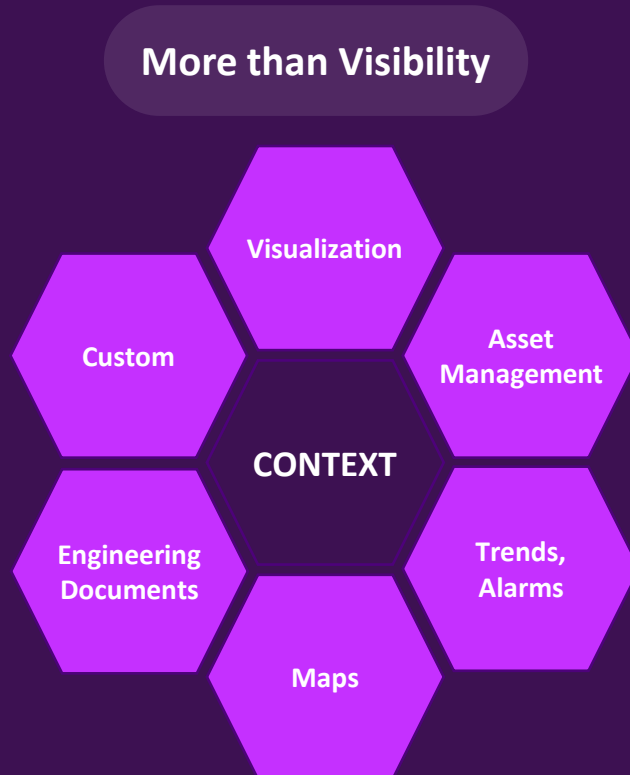 More than Visibility
Visualization
Custom
Asset
Management
CONTEXT
Engineering
Documents
Trends,
Alarms
Maps